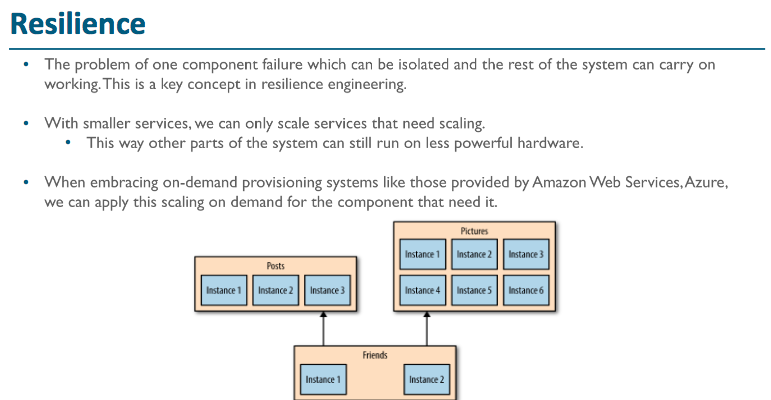 Resilience
• The problem of one component failure which can be isolated and the rest of the system can carry on
working. This is a key concept in resilience engineering.
• With smaller services, we can only scale services that need scaling.
• This way other parts of the system can still run on less powerful hardware.
• When embracing on-demand provisioning systems like those provided by Amazon Web Services, Azure,
we can apply this scaling on demand for the component that need it.
Posts
Instance 1 Instance 2 Instance 3
Pictures
Instance 1 Instance 2 Instance 3
Instance 4 Instance 5 Instance 6
Friends
Instance 1 Instance 2